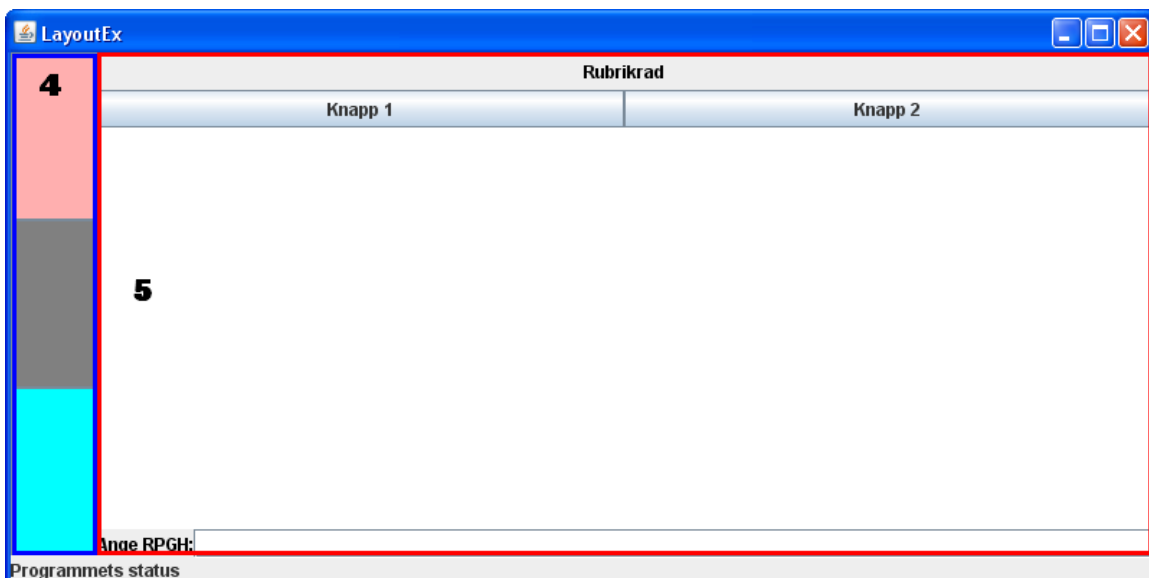 LayoutEx
4
Rubrikrad
Knapp 1 Knapp 2
5
Ange RPGH:
Programmets status